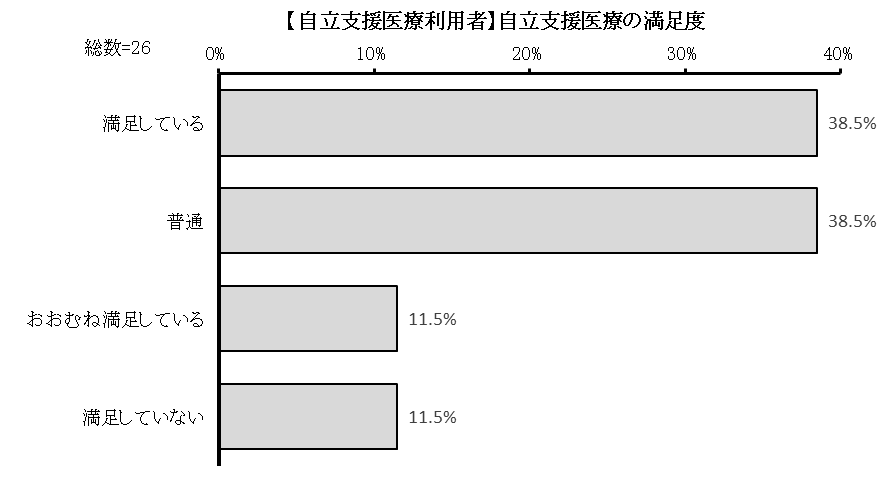 【自立支援医療利用者】自立支援医療の満足度
総数=26
0% 10% 20% 30% 40%
満足している 38.5%
普通 38.5%
おおむね満足している 11.5%
満足していない 11.5%